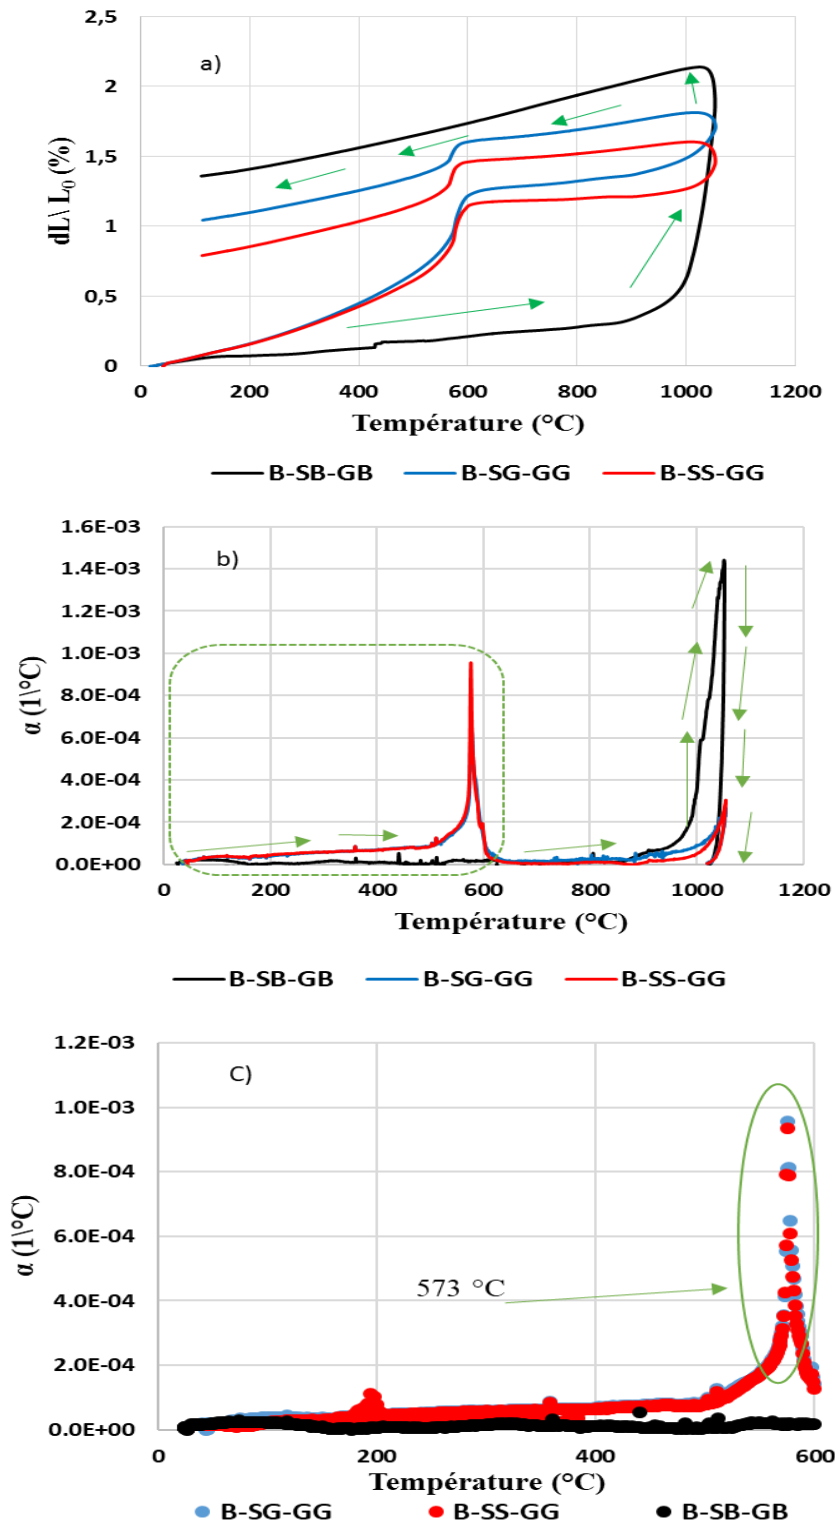 2,5
a)
2
1,5
1
0,5
0
dL\ L₀ (%)
0 200 400 600 800 1000 1200
Température (°C)
B-SB-GB B-SG-GG B-SS-GG
1.6E-03
b)
1.4E-03
1.2E-03
1.0E-03
8.0E-04
6.0E-04
4.0E-04
2.0E-04
0.0E+00
α (1\°C)
0 200 400 600 800 1000 1200
Température (°C)
B-SB-GB B-SG-GG B-SS-GG
1.2E-03
C)
1.0E-03
8.0E-04
6.0E-04
573 °C
4.0E-04
2.0E-04
0.0E+00
α (1\°C)
0 200 400 600
Température (°C)
B-SG-GG B-SS-GG B-SB-GB